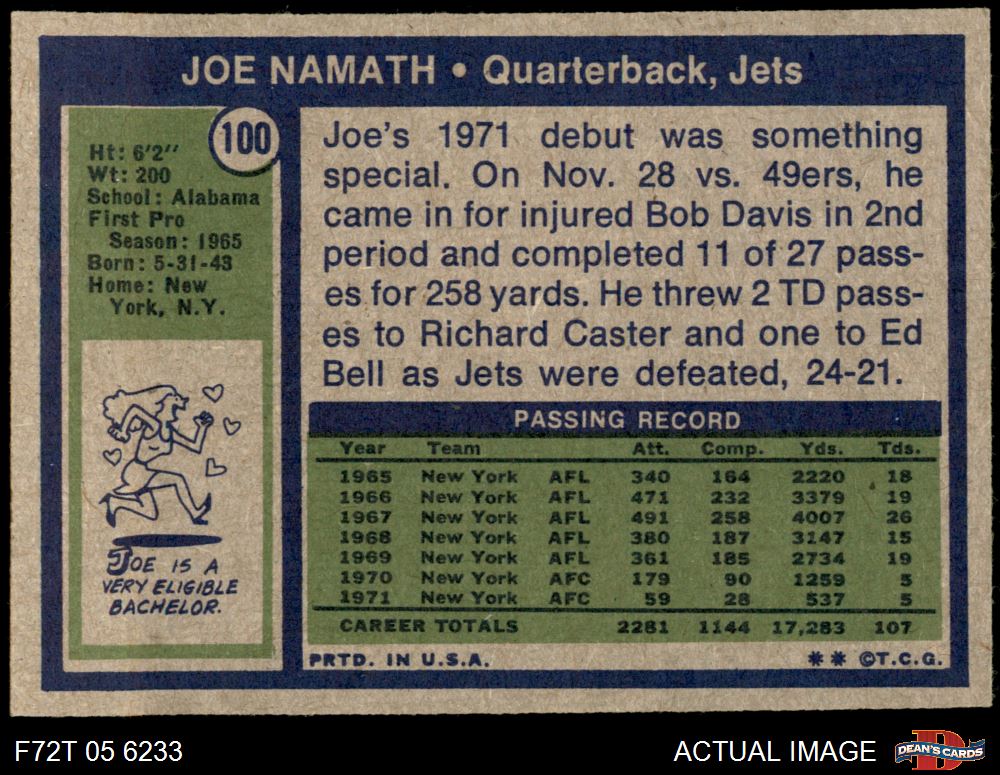 JOE NAMATH • Quarterback, Jets
100
Ht: 6'2''
Wt: 200
School: Alabama
First Pro
Season: 1965
Born: 5-31-43
Home: New
York, N.Y.
JOE IS A
VERY ELIGIBLE
BACHELOR.
Joe's 1971 debut was something
special. On Nov. 28 vs. 49ers, he
came in for injured Bob Davis in 2nd
period and completed 11 of 27 pass-
es for 258 yards. He threw 2 TD pass-
es to Richard Caster and one to Ed
Bell as Jets were defeated, 24-21.
PASSING RECORD
Year Team Att. Comp. Yds. Tds.
1965 New York AFL 340 164 2220 18
1966 New York AFL 471 232 3379 19
1967 New York AFL 491 258 4007 26
1968 New York AFL 380 187 3147 15
1969 New York AFL 361 185 2734 19
1970 New York AFC 179 90 1259 5
1971 New York AFC 59 28 537 5
CAREER TOTALS 2281 1144 17,283 107
PRTD. IN U.S.A. ** ©T.C.G.
F72T 05 6233 ACTUAL IMAGE DEAN'S CARDS